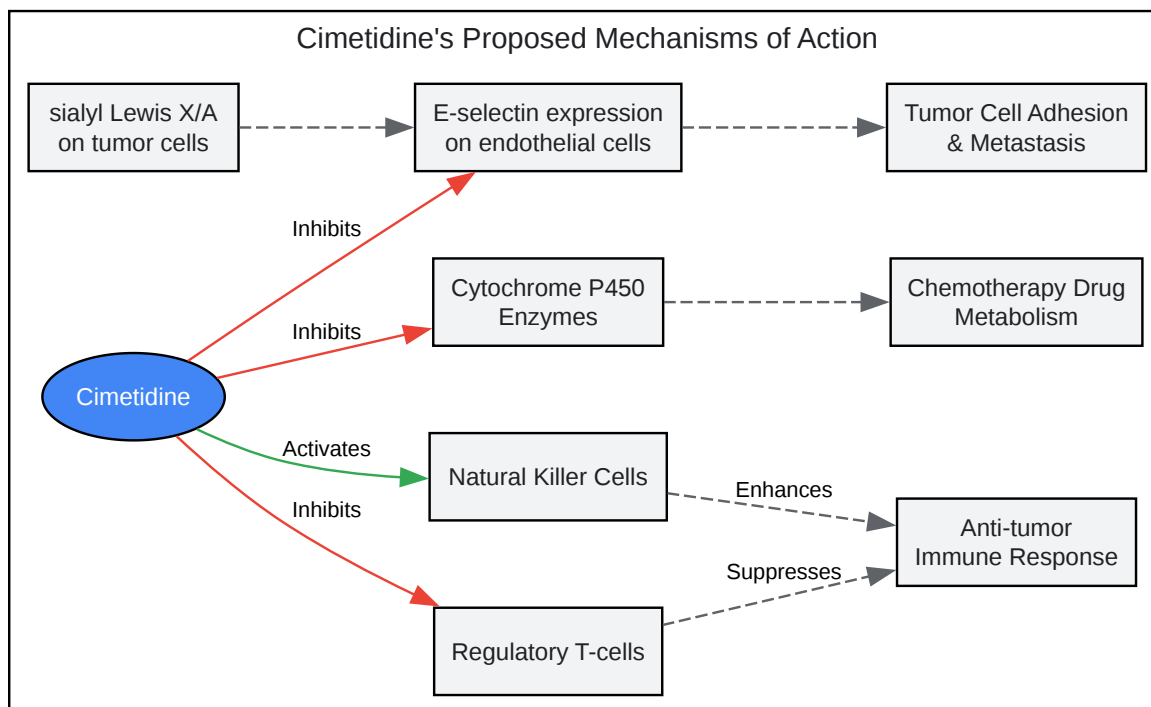 Cimetidine's Proposed Mechanisms of Action
sialyl Lewis X/A
on tumor cells
E-selectin expression
on endothelial cells
Tumor Cell Adhesion
& Metastasis
Inhibits
Cytochrome P450
Enzymes
Chemotherapy Drug
Metabolism
Inhibits
Cimetidine
Activates
Natural Killer Cells
Enhances
Inhibits
Anti-tumor
Immune Response
Suppresses
Regulatory T-cells